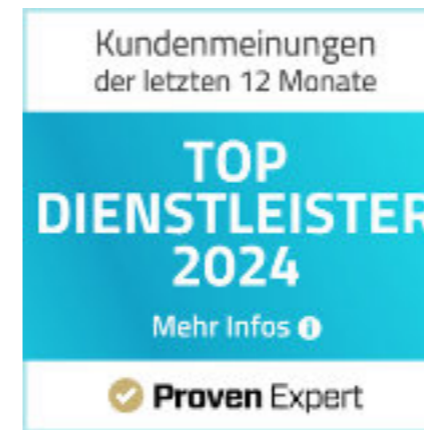 Kundenmeinungen
der letzten 12 Monate
TOP
DIENSTLEISTER
2024
Mehr Infos i
Proven Expert